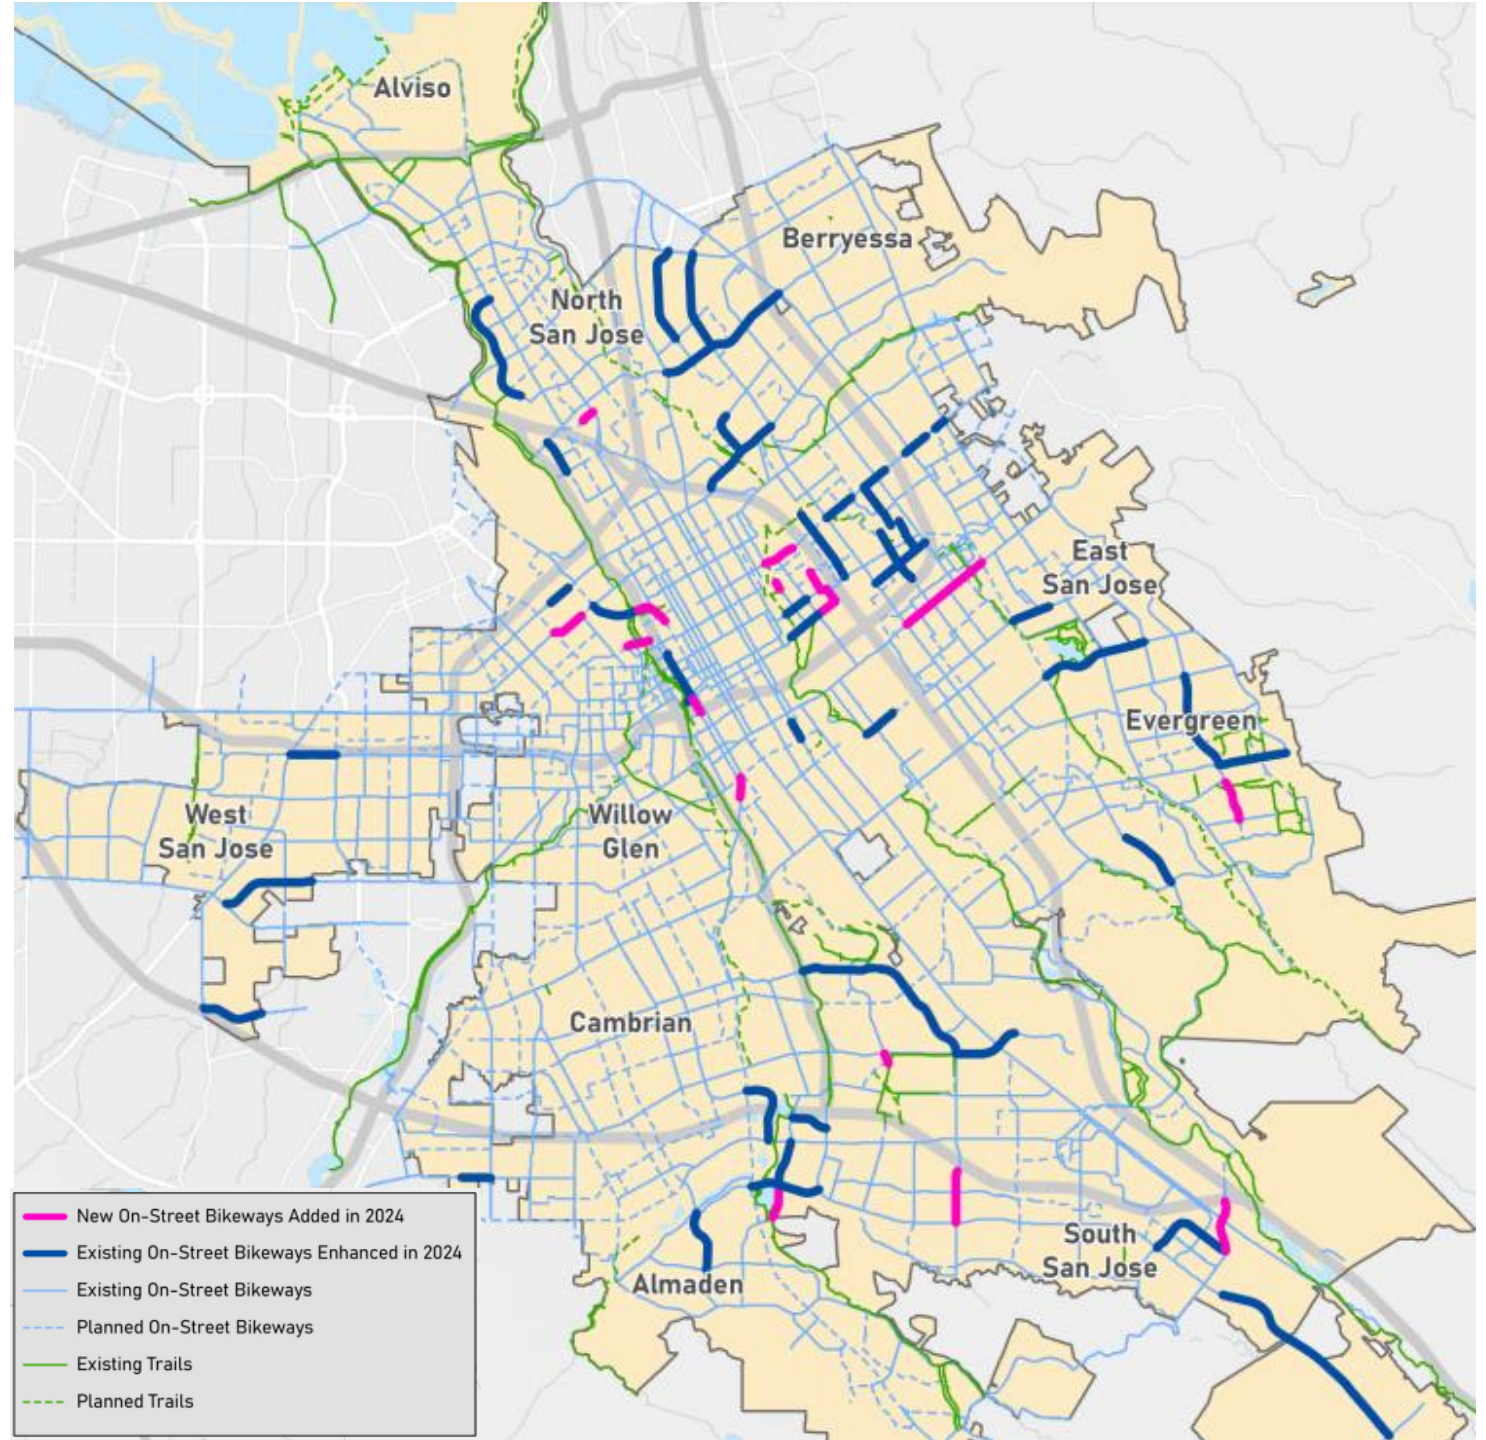 Alviso
Berryessa
North
San Jose
East
San Jose
Evergreen
West
San Jose
Willow
Glen
Cambrian
South
San Jose
Almaden
New On-Street Bikeways Added in 2024
Existing On-Street Bikeways Enhanced in 2024
Existing On-Street Bikeways
Planned On-Street Bikeways
Existing Trails
Planned Trails